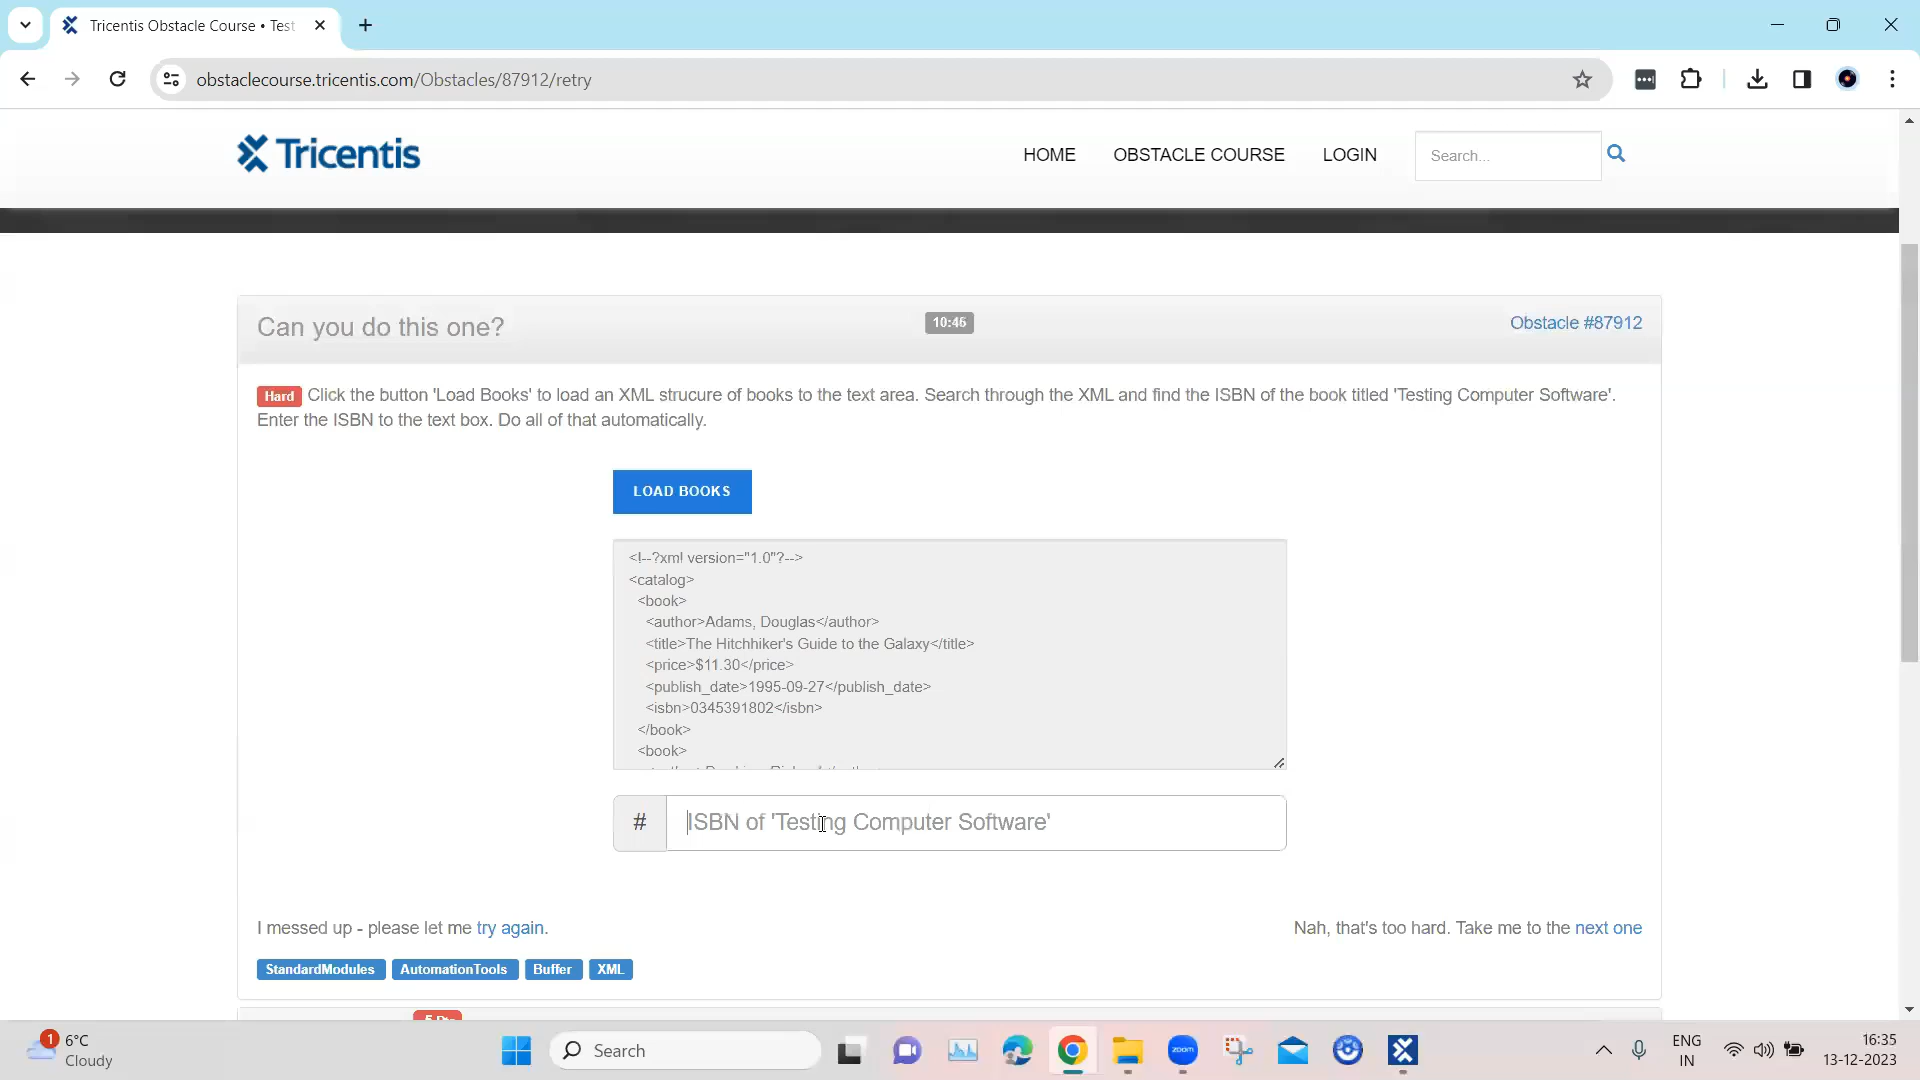 Tricentis Obstacle Course • Test
obstaclecourse.tricentis.com/Obstacles/87912/retry
Tricentis
HOME
OBSTACLE COURSE
LOGIN
Search...
Can you do this one?
10:45
Obstacle #87912
Hard Click the button 'Load Books' to load an XML strucure of books to the text area. Search through the XML and find the ISBN of the book titled 'Testing Computer Software'.
Enter the ISBN to the text box. Do all of that automatically.
LOAD BOOKS
<!--?xml version="1.0"?-->
<catalog>
<book>
<author>Adams, Douglas</author>
<title>The Hitchhiker's Guide to the Galaxy</title>
<price>$11.30</price>
<publish_date>1995-09-27</publish_date>
<isbn>0345391802</isbn>
</book>
<book>
# ISBN of 'Testing Computer Software'
I messed up - please let me try again.
Nah, that's too hard. Take me to the next one
StandardModules AutomationTools Buffer XML
1
6°C
Cloudy
Search
zoom
ENG
IN
16:35
13-12-2023